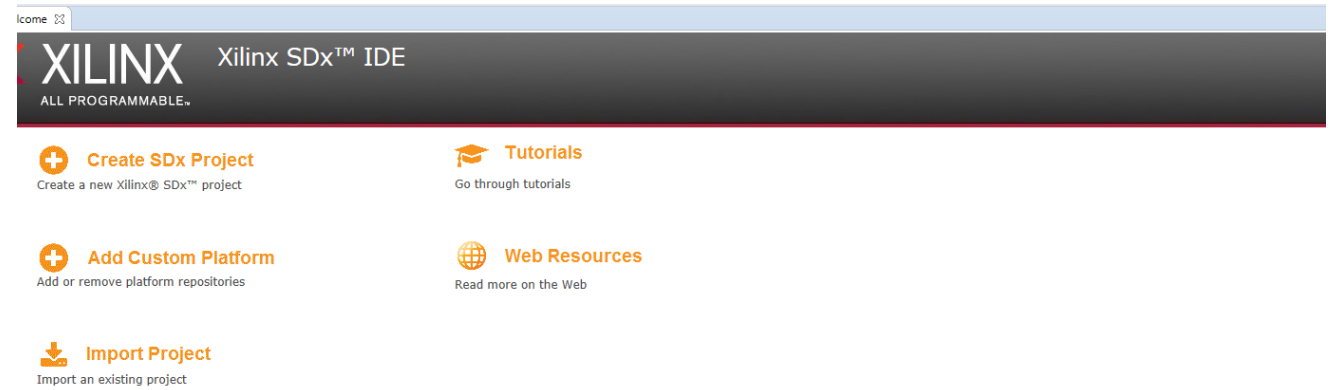 lcome
XILINX
ALL PROGRAMMABLE™
Xilinx SDx™ IDE
Create SDx Project
Create a new Xilinx® SDx™ project
Tutorials
Go through tutorials
Add Custom Platform
Add or remove platform repositories
Web Resources
Read more on the Web
Import Project
Import an existing project